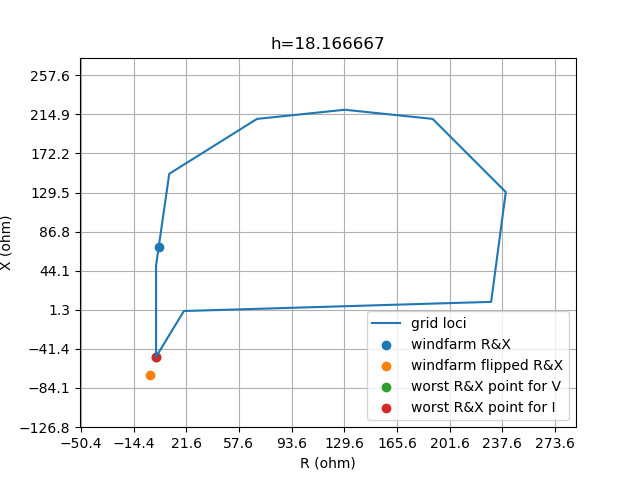 h=18.166667
257.6
214.9
172.2
129.5
86.8
44.1
1.3
−41.4
−84.1
−126.8
X (ohm)
grid loci
windfarm R&X
windfarm flipped R&X
worst R&X point for V
worst R&X point for I
−50.4 −14.4 21.6 57.6 93.6 129.6 165.6 201.6 237.6 273.6
R (ohm)